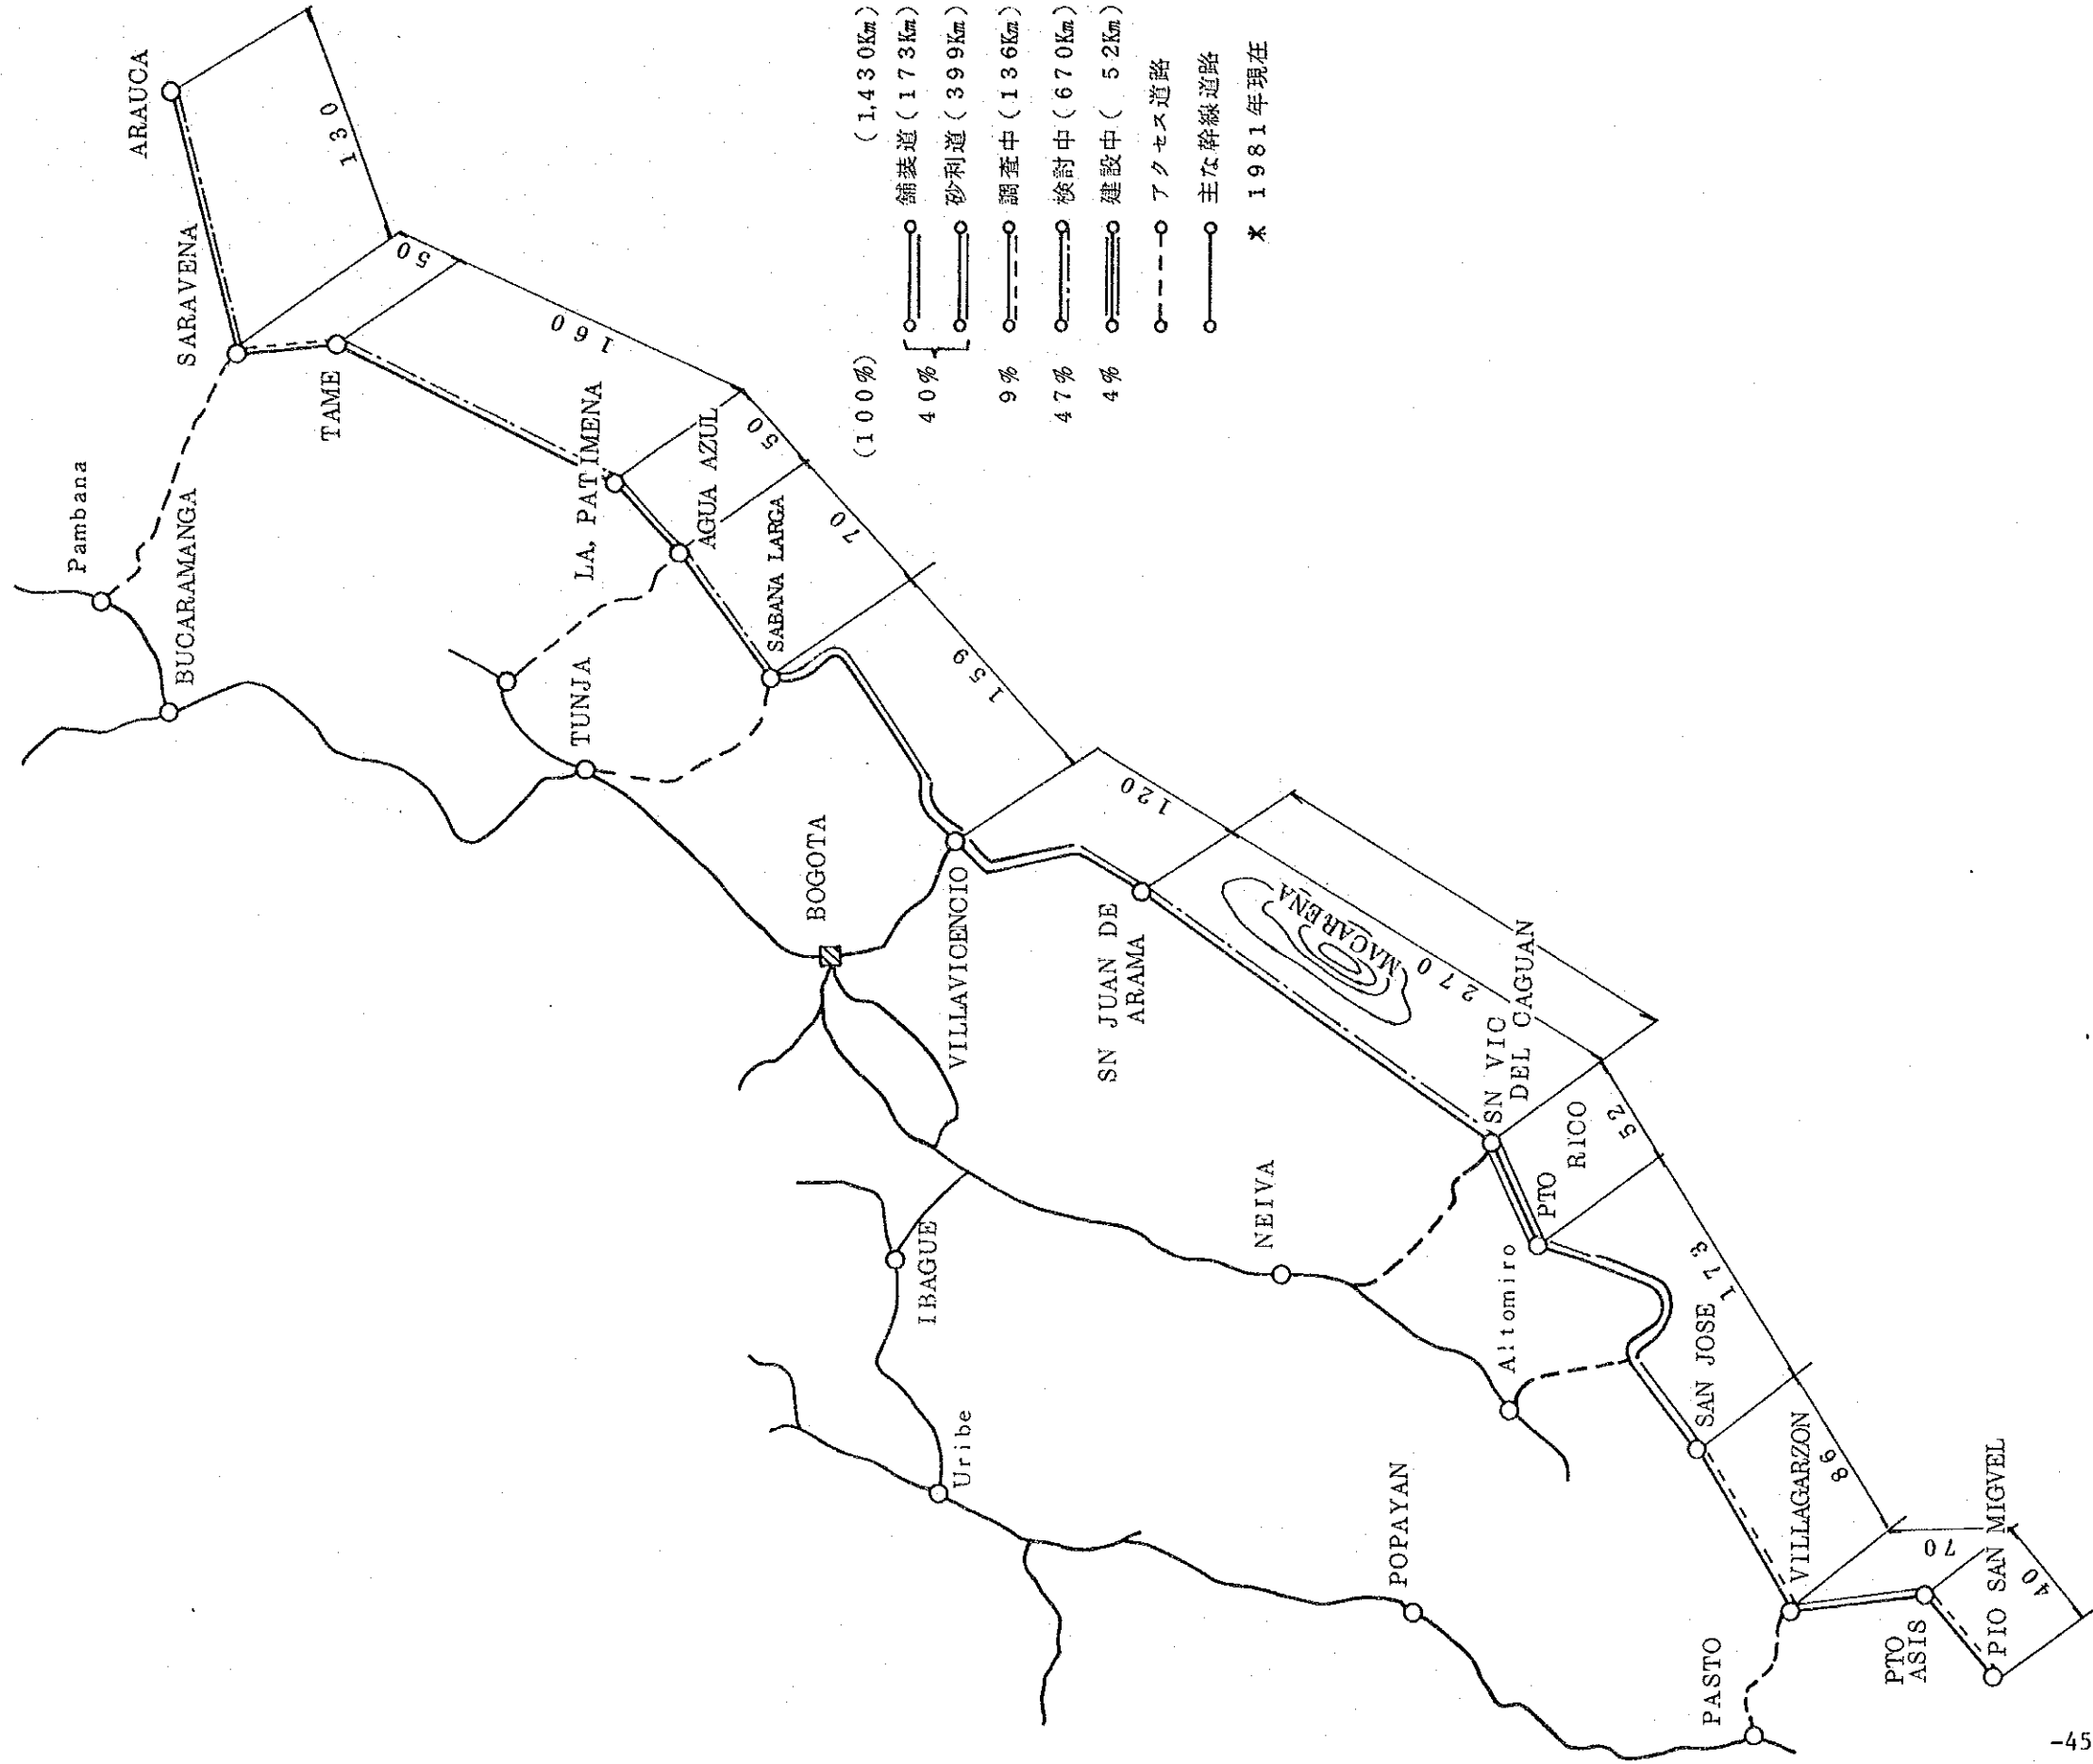 ARAUCA
130
SARAVENA
50
TAME
160
Pambana
BUCARAMANGA
LA, PATIMENA
50
AGUA AZUL
70
SABANA LARGA
159
TUNJA
BOGOTA
VILLAVICENCIO
120
SN JUAN DE
ARAMA
MACARENA
270
SN VIC
DEL CAGUAN
52
PTO
RICO
173
IBAGUE
NEIVA
Altomiro
SAN JOSE
86
Uribe
POPAYAN
VILLAGARZON
70
PASTO
PTO
ASIS
PIO SAN MIGVEL
40
(100%) (1,430Km)
40%
舗装道(173Km)
砂利道(399Km)
9% 調査中(136Km)
47% 検討中(670Km)
4% 建設中( 52Km)
アクセス道路
主な幹線道路
* 1981年現在
-45